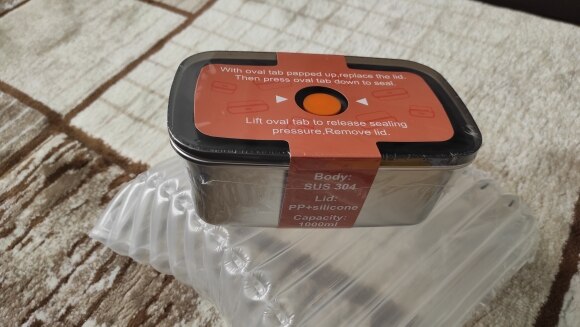 With oval tab papped up,replace the lid.
Then press oval tab down to seal.
Lift oval tab to release sealing
pressure,Remove lid.
Body:
SUS 304
Lid:
PP+silicone
Capacity:
1000ml